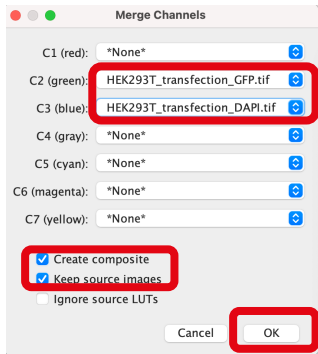 Merge Channels
C1 (red): *None*
C2 (green): HEK293T_transfection_GFP.tif
C3 (blue): HEK293T_transfection_DAPI.tif
C4 (gray): *None*
C5 (cyan): *None*
C6 (magenta): *None*
C7 (yellow): *None*
Create composite
Keep source images
Ignore source LUTs
Cancel OK